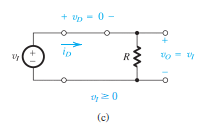 + v_D = 0 −
i_D
v_I
+
−
R
+
v_O = v_I
−
v_I ≥ 0
(c)